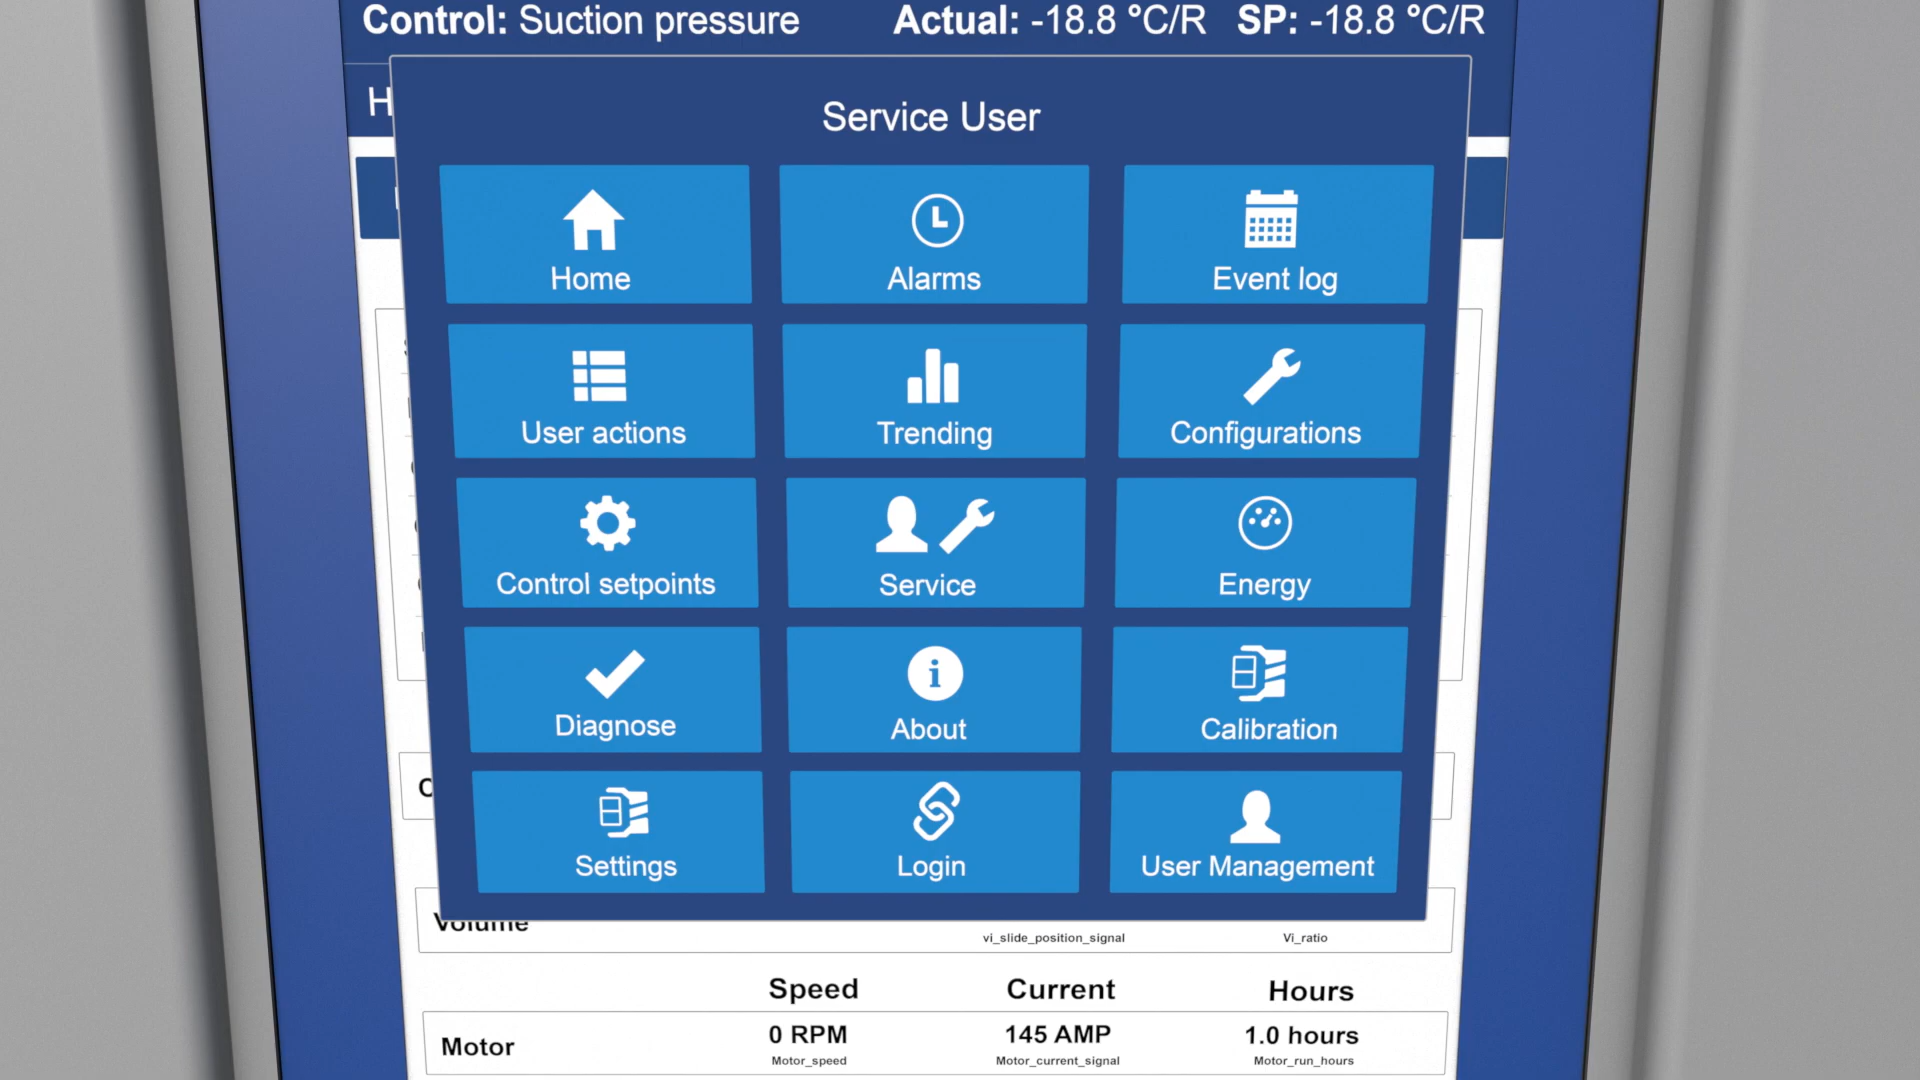 Control: Suction pressure Actual: -18.8 °C/R SP: -18.8 °C/R
Service User
Home Alarms Event log
User actions Trending Configurations
Control setpoints Service Energy
Diagnose About Calibration
Settings Login User Management
Volume
vi_slide_position_signal Vi_ratio
Speed Current Hours
Motor 0 RPM 145 AMP 1.0 hours
Motor_speed Motor_current_signal Motor_run_hours